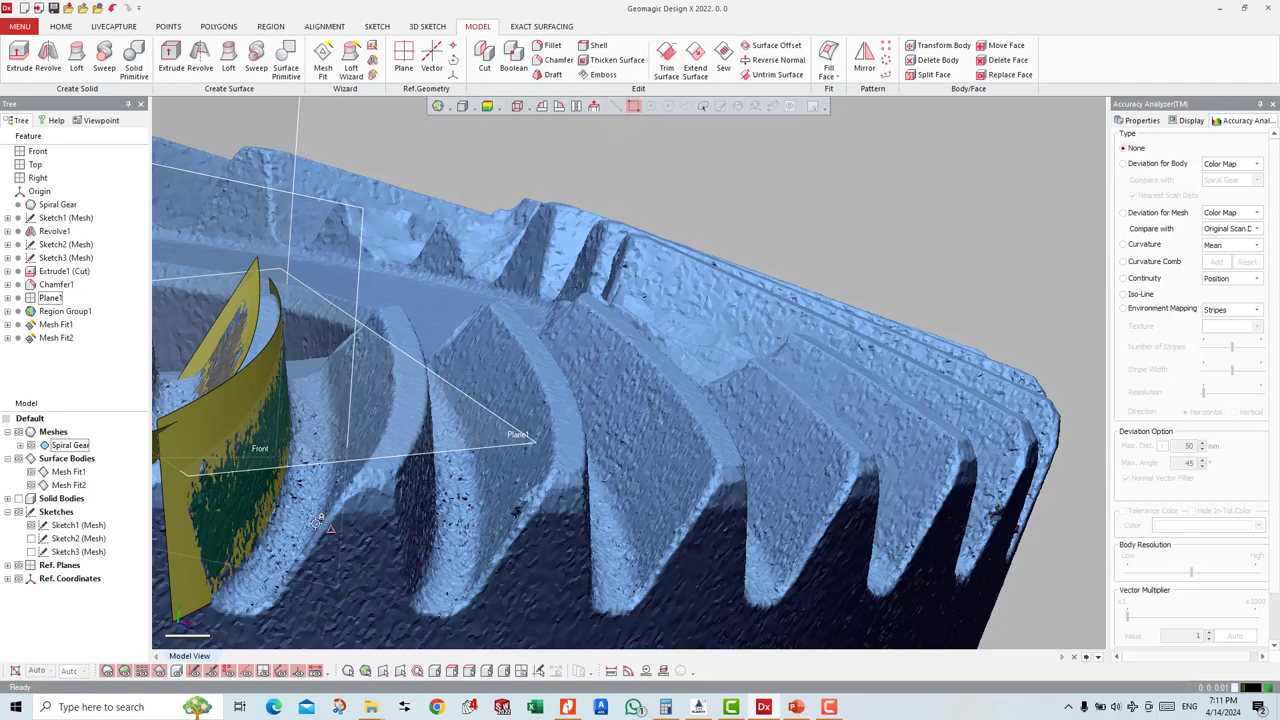 Geomagic Design X 2022. 0. 0
MENU HOME LIVECAPTURE POINTS POLYGONS REGION ALIGNMENT SKETCH 3D SKETCH MODEL EXACT SURFACING
Extrude Revolve Loft Sweep Solid Primitive
Create Solid
Extrude Revolve Loft Sweep Surface Primitive
Create Surface
Mesh Fit Loft Wizard
Wizard
Plane Vector
Ref.Geometry
Cut Boolean Fillet Chamfer Draft Shell Thicken Surface Emboss
Trim Surface Extend Surface Sew Surface Offset Reverse Normal Untrim Surface
Edit
Fill Face
Fit
Mirror
Pattern
Transform Body Delete Body Split Face Move Face Delete Face Replace Face
Body/Face
Tree
Tree Help Viewpoint
Feature
Front
Top
Right
Origin
Spiral Gear
Sketch1 (Mesh)
Revolve1
Sketch2 (Mesh)
Sketch3 (Mesh)
Extrude1 (Cut)
Chamfer1
Plane1
Region Group1
Mesh Fit1
Mesh Fit2
Model
Default
Meshes
Spiral Gear
Surface Bodies
Mesh Fit1
Mesh Fit2
Solid Bodies
Sketches
Sketch1 (Mesh)
Sketch2 (Mesh)
Sketch3 (Mesh)
Ref. Planes
Ref. Coordinates
Plane1
Front
Accuracy Analyzer(TM)
Properties Display Accuracy Anal...
Type
None
Deviation for Body Color Map
Compare with Spiral Gear
Nearest Scan Data
Deviation for Mesh Color Map
Compare with Original Scan D
Curvature Mean
Curvature Comb Add Reset
Continuity Position
Iso-Line
Environment Mapping Stripes
Texture
Number of Stripes
Stripe Width
Resolution
Direction Horizontal Vertical
Deviation Option
Max. Dist. 50 mm
Max. Angle 45 °
Normal Vector Filter
Tolerance Color Hide In-Tol.Color
Color
Body Resolution
Low High
Vector Multiplier
x1 x1000
Value 1 Auto
Model View
Auto Autc
Ready
0: 0: 0:01
Type here to search
ENG
7:11 PM
4/14/2024